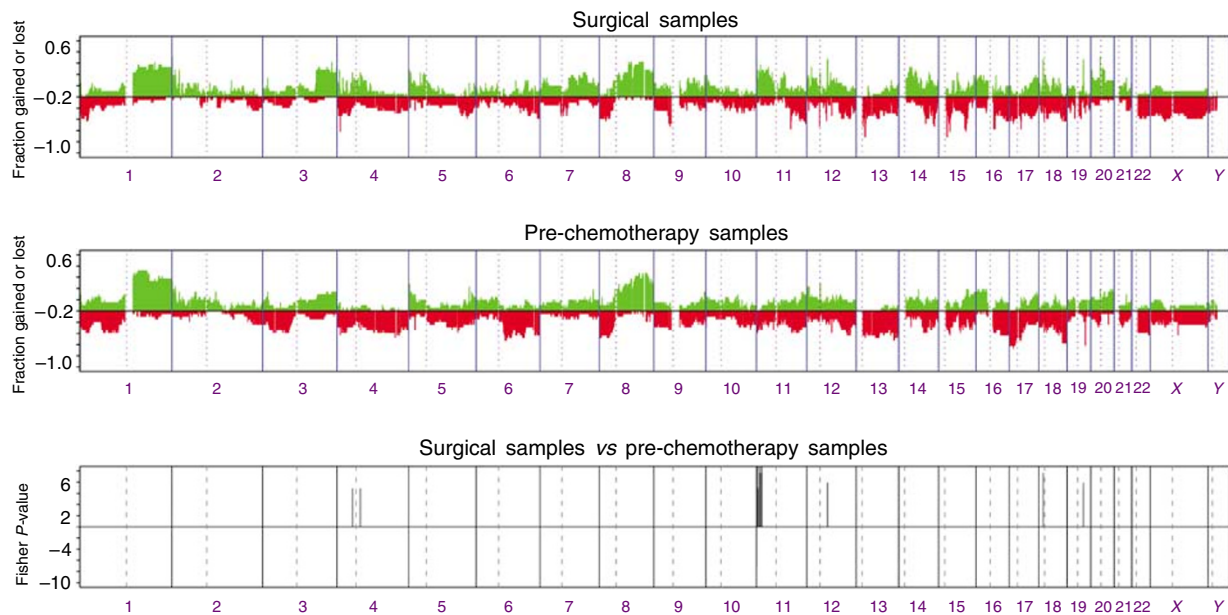 Surgical samples
Fraction gained or lost
0.6
−0.2
−1.0
1 2 3 4 5 6 7 8 9 10 11 12 13 14 15 16 17 18 19 20 21 22 X Y
Pre-chemotherapy samples
Fraction gained or lost
0.6
−0.2
−1.0
1 2 3 4 5 6 7 8 9 10 11 12 13 14 15 16 17 18 19 20 21 22 X Y
Surgical samples vs pre-chemotherapy samples
Fisher P-value
6
2
−4
−10
1 2 3 4 5 6 7 8 9 10 11 12 13 14 15 16 17 18 19 20 21 22 X Y